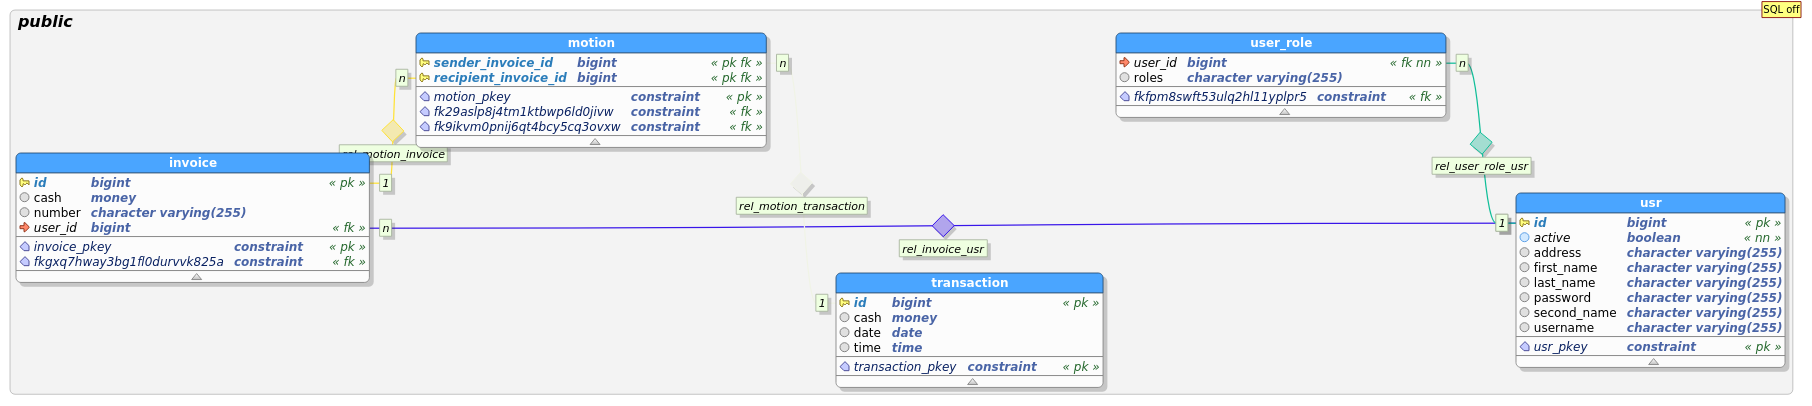 SQL off
public
motion
sender_invoice_id bigint « pk fk »
recipient_invoice_id bigint « pk fk »
motion_pkey constraint « pk »
fk29aslp8j4tm1ktbwp6ld0jivw constraint « fk »
fk9ikvm0pnij6qt4bcy5cq3ovxw constraint « fk »
n
n
rel_motion_invoice
user_role
user_id bigint « fk nn »
roles character varying(255)
fkfpm8swft53ulq2hl11yplpr5 constraint « fk »
n
rel_user_role_usr
invoice
id bigint « pk »
cash money
number character varying(255)
user_id bigint « fk »
invoice_pkey constraint « pk »
fkgxq7hway3bg1fl0durvvk825a constraint « fk »
1
n
rel_motion_transaction
rel_invoice_usr
1
1
transaction
id bigint « pk »
cash money
date date
time time
transaction_pkey constraint « pk »
usr
id bigint « pk »
active boolean « nn »
address character varying(255)
first_name character varying(255)
last_name character varying(255)
password character varying(255)
second_name character varying(255)
username character varying(255)
usr_pkey constraint « pk »